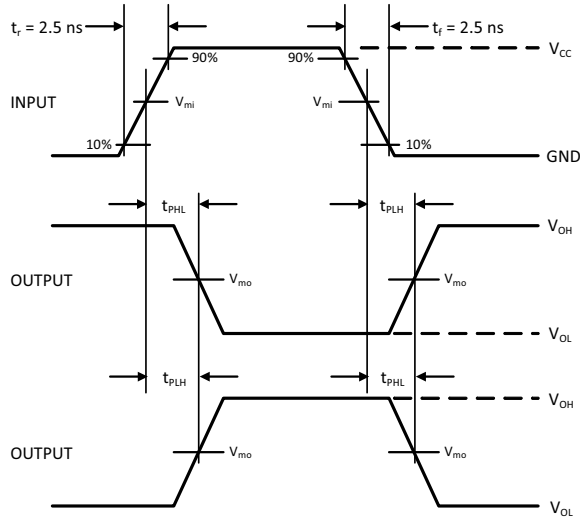 t_r = 2.5 ns
t_f = 2.5 ns
V_CC
90%
90%
INPUT
V_mi
V_mi
10%
10%
GND
t_PHL
t_PLH
V_OH
OUTPUT
V_mo
V_mo
V_OL
t_PLH
t_PHL
V_OH
OUTPUT
V_mo
V_mo
V_OL